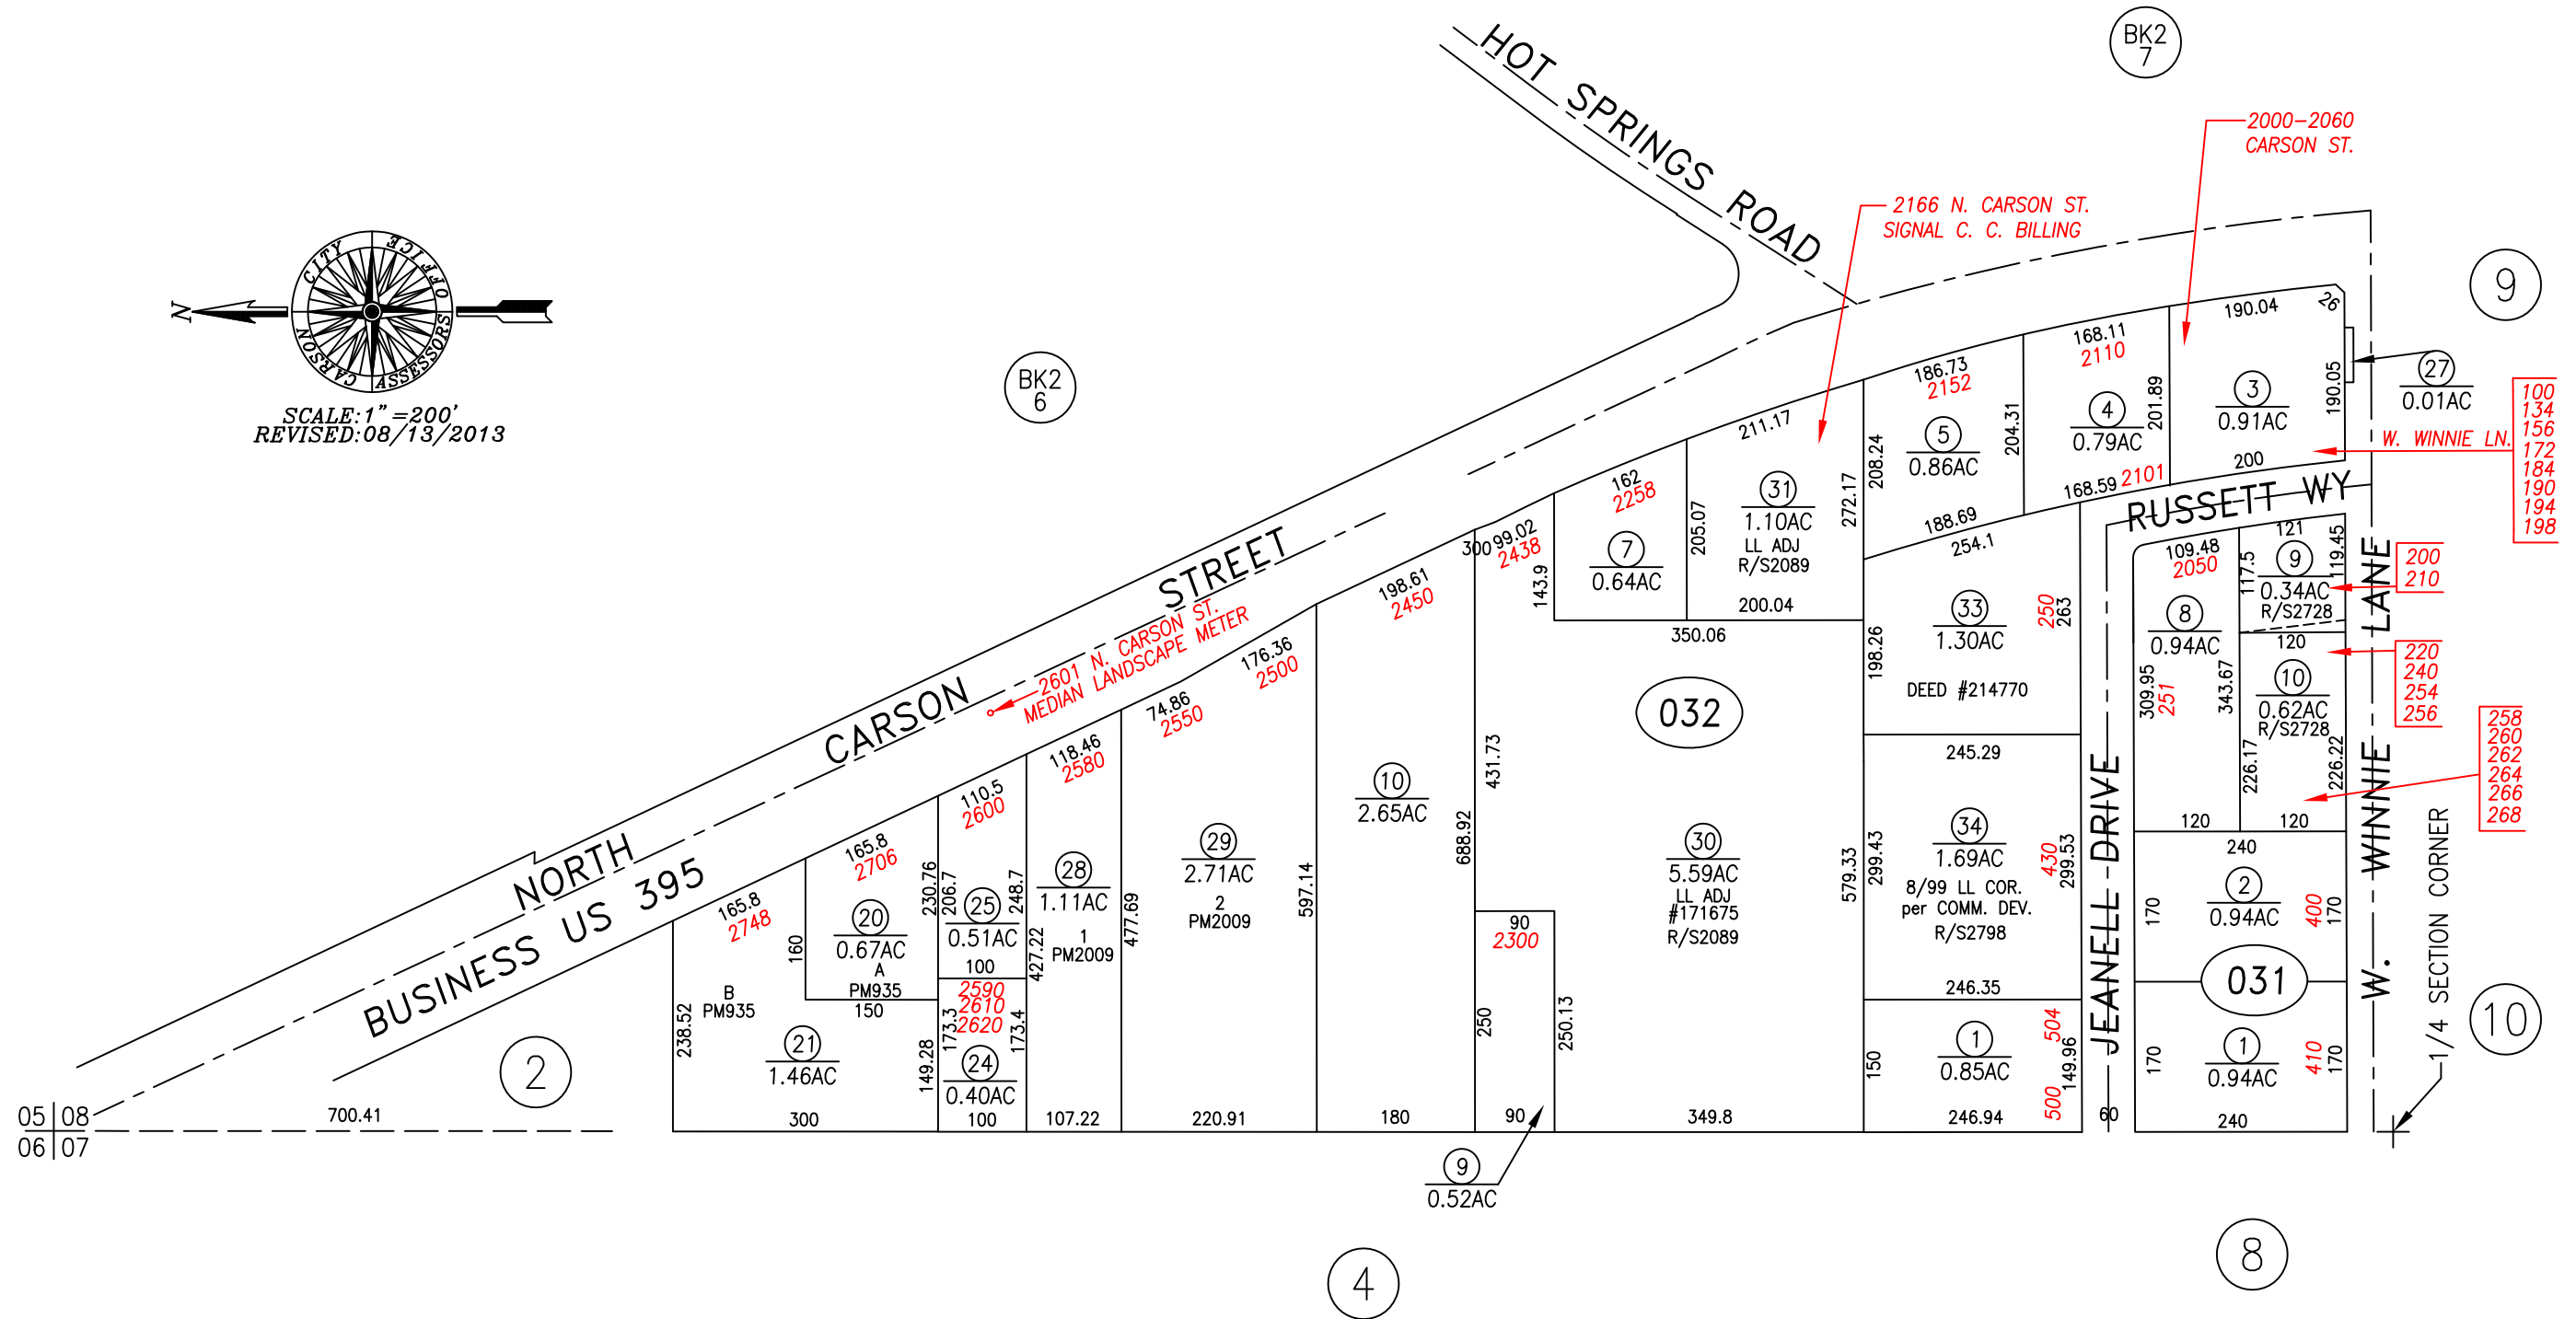 BK2
7
HOT SPRINGS ROAD
2000-2060
CARSON ST.
2166 N. CARSON ST.
SIGNAL C. C. BILLING
CARSON CITY ASSESSORS OFFICE
N
SCALE:1"=200'
REVISED:08/13/2013
BK2
6
9
190.04
26
190.05
3
0.91AC
200
27
0.01AC
W. WINNIE LN.
100
134
156
172
184
190
194
198
168.11
2110
201.89
4
0.79AC
168.59
2101
186.73
2152
204.31
5
0.86AC
208.24
188.69
211.17
272.17
31
1.10AC
LL ADJ
R/S2089
200.04
162
2258
205.07
7
0.64AC
350.06
300
99.02
2438
143.9
RUSSETT WY
254.1
33
1.30AC
250
263
198.26
DEED #214770
245.29
109.48
2050
8
0.94AC
309.95
251
343.67
120
121
117.5
119.45
9
0.34AC
R/S2728
120
200
210
10
0.62AC
R/S2728
226.17
226.22
120
220
240
254
256
258
260
262
264
266
268
NORTH CARSON STREET
BUSINESS US 395
2601 N. CARSON ST.
MEDIAN LANDSCAPE METER
198.61
2450
10
2.65AC
431.73
688.92
597.14
180
176.36
2500
74.86
2550
29
2.71AC
2
PM2009
477.69
220.91
118.46
2580
28
1.11AC
1
PM2009
427.22
107.22
110.5
2600
230.76
206.7
248.7
25
0.51AC
100
2590
2610
2620
173.3
173.4
24
0.40AC
100
165.8
2706
20
0.67AC
A
PM935
160
150
165.8
2748
B
PM935
238.52
21
1.46AC
149.28
300
032
30
5.59AC
LL ADJ
#171675
R/S2089
579.33
349.8
90
2300
250
250.13
90
9
0.52AC
34
1.69AC
8/99 LL COR.
per COMM. DEV.
R/S2798
299.43
430
299.53
246.35
1
0.85AC
150
504
149.96
500
246.94
JEANELL DRIVE
60
240
2
0.94AC
170
400
170
031
1
0.94AC
170
410
170
240
W. WINNIE LANE
1/4 SECTION CORNER
10
2
05 08
06 07
700.41
4
8